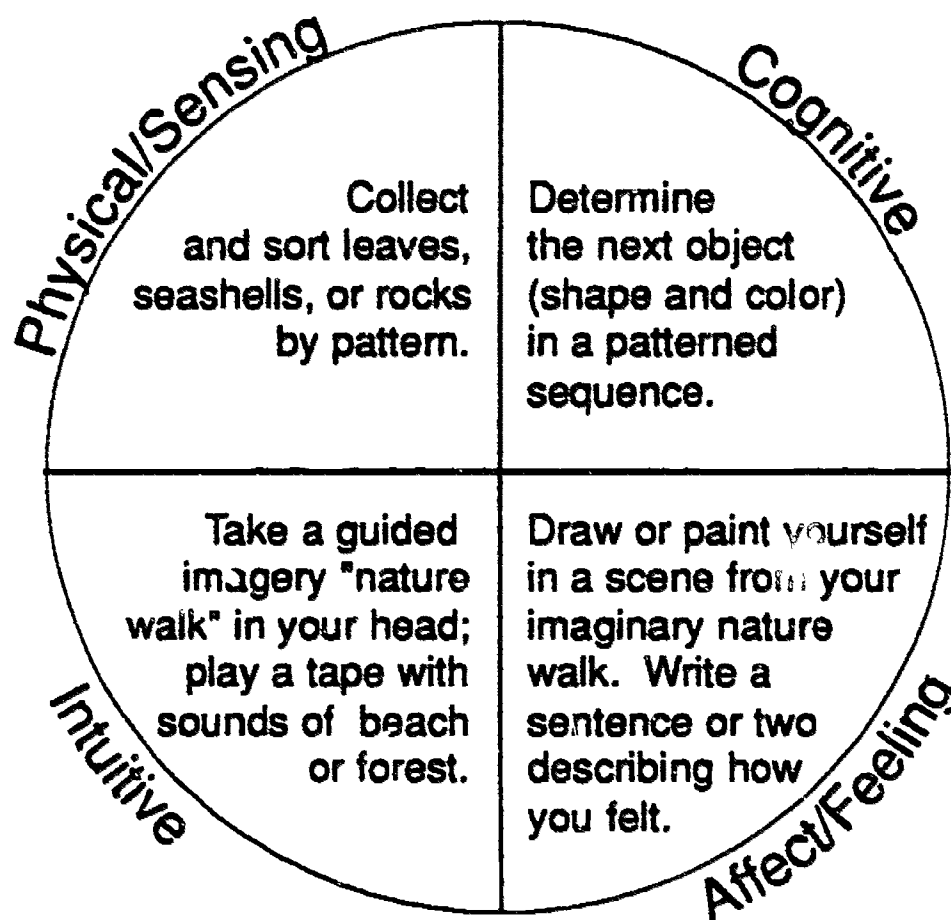 Physical/Sensing
Collect
and sort leaves,
seashells, or rocks
by pattern.
Cognitive
Determine
the next object
(shape and color)
in a patterned
sequence.
Intuitive
Take a guided
imagery "nature
walk" in your head;
play a tape with
sounds of beach
or forest.
Affect/Feeling
Draw or paint yourself
in a scene from your
imaginary nature
walk. Write a
sentence or two
describing how
you felt.